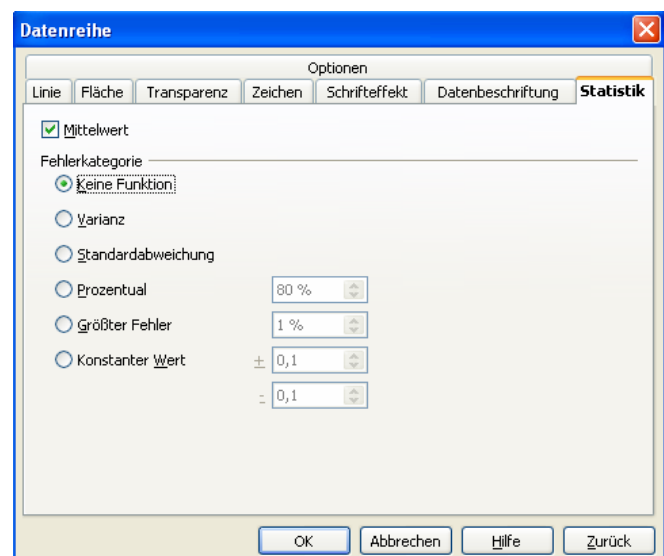 Datenreihe
Optionen
Linie Fläche Transparenz Zeichen Schrifteffekt Datenbeschriftung Statistik
Mittelwert
Fehlerkategorie
Keine Funktion
Varianz
Standardabweichung
Prozentual 80 %
Größter Fehler 1 %
Konstanter Wert ± 0,1
- 0,1
OK Abbrechen Hilfe Zurück